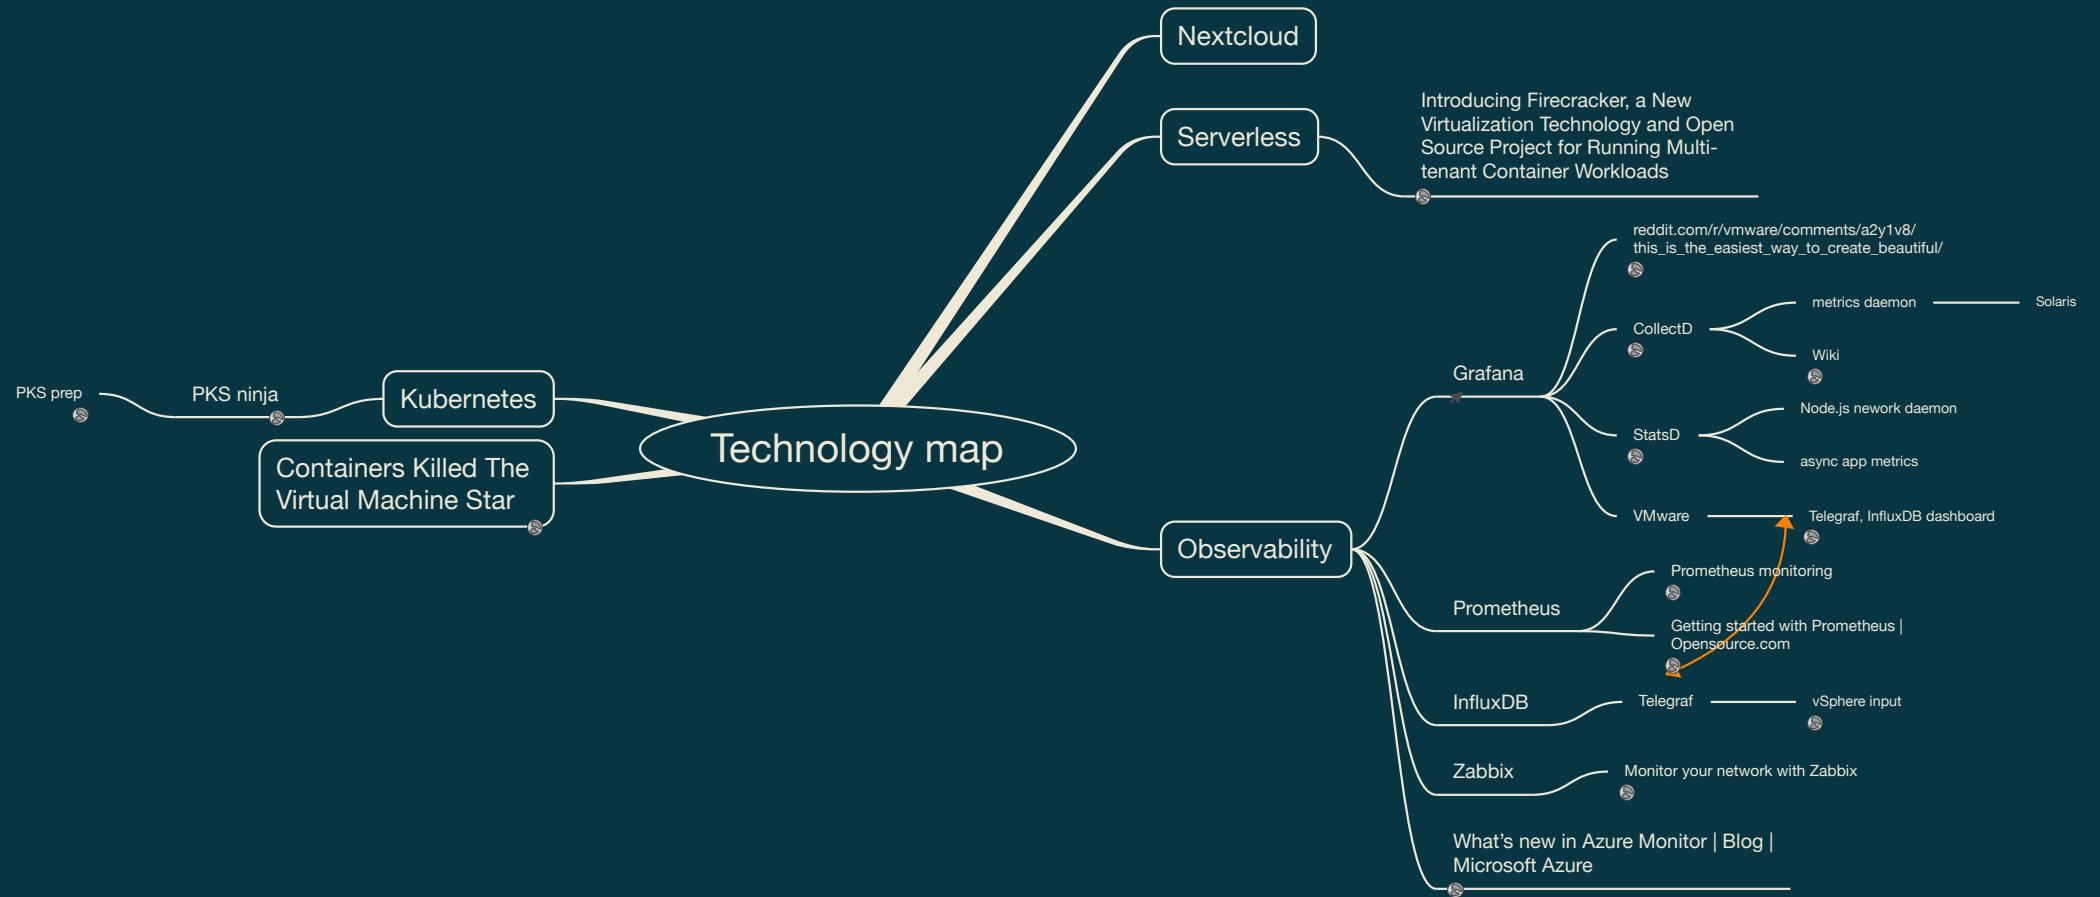 Nextcloud
Introducing Firecracker, a New
Virtualization Technology and Open
Source Project for Running Multi-
tenant Container Workloads
Serverless
reddit.com/r/vmware/comments/a2y1v8/
this_is_the_easiest_way_to_create_beautiful/
metrics daemon
Solaris
CollectD
Wiki
Grafana
Node.js nework daemon
StatsD
async app metrics
VMware
Telegraf, InfluxDB dashboard
PKS prep
PKS ninja
Kubernetes
Technology map
Containers Killed The
Virtual Machine Star
Observability
Prometheus monitoring
Prometheus
Getting started with Prometheus |
Opensource.com
InfluxDB
Telegraf
vSphere input
Zabbix
Monitor your network with Zabbix
What’s new in Azure Monitor | Blog |
Microsoft Azure